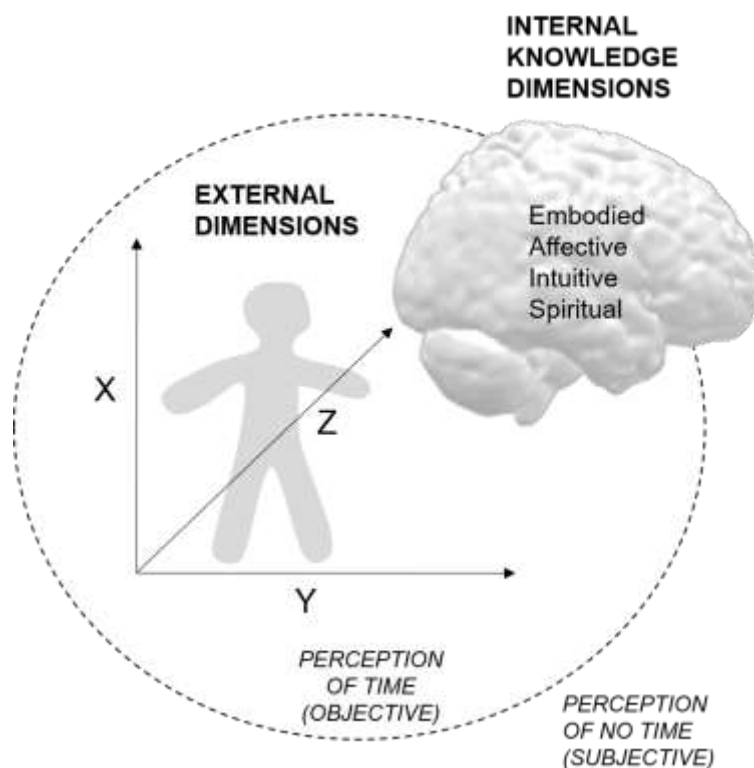 INTERNAL
KNOWLEDGE
DIMENSIONS
EXTERNAL
DIMENSIONS
Embodied
Affective
Intuitive
Spiritual
X
Z
Y
PERCEPTION
OF TIME
(OBJECTIVE)
PERCEPTION
OF NO TIME
(SUBJECTIVE)